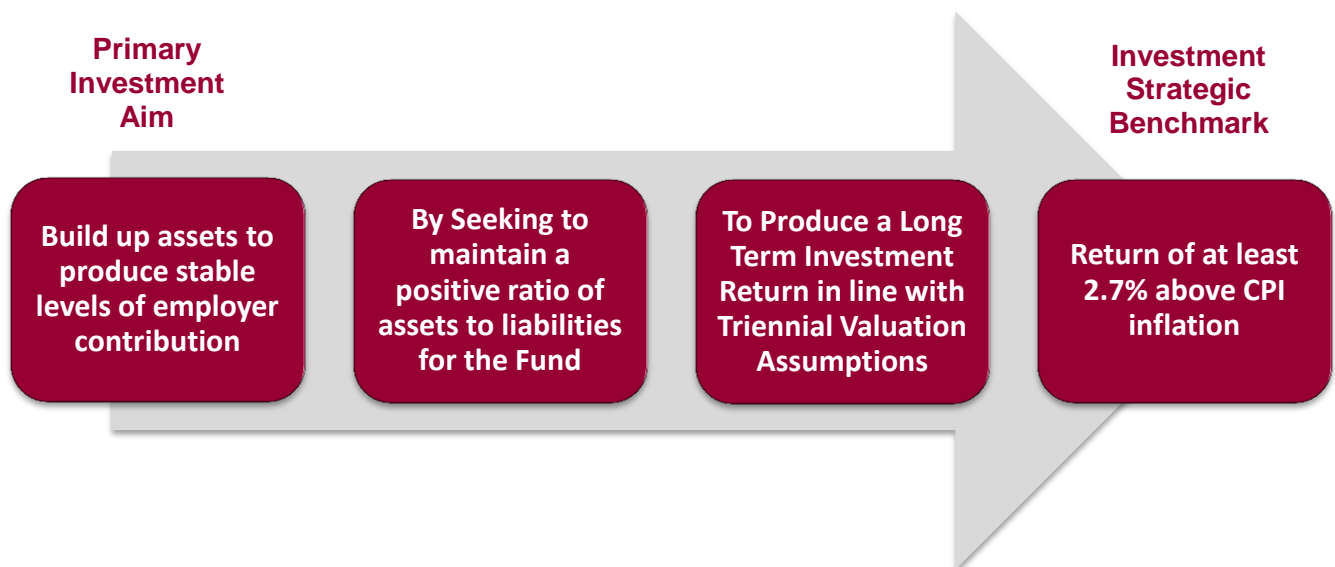 Primary
Investment
Aim
Investment
Strategic
Benchmark
Build up assets to
produce stable
levels of employer
contribution
By Seeking to
maintain a
positive ratio of
assets to liabilities
for the Fund
To Produce a Long
Term Investment
Return in line with
Triennial Valuation
Assumptions
Return of at least
2.7% above CPI
inflation